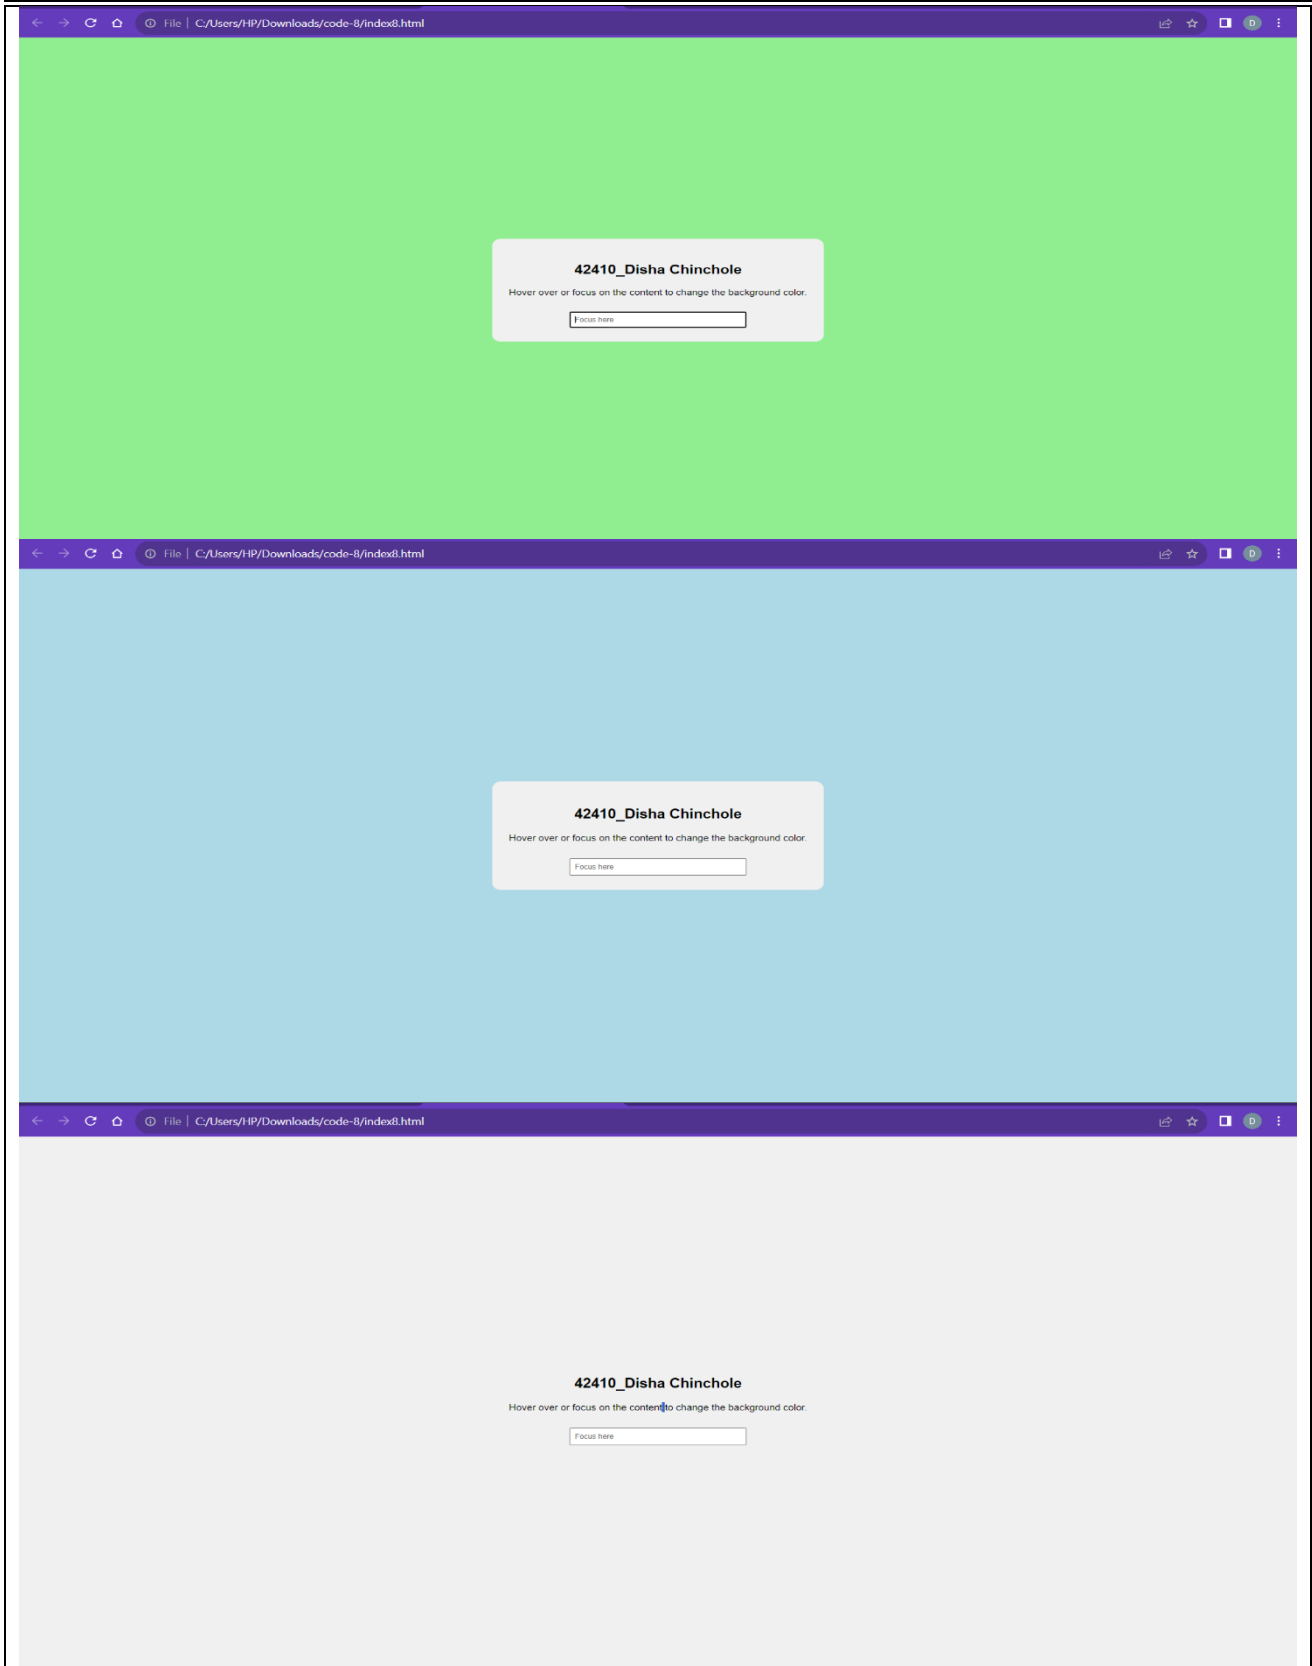 File | C:/Users/HP/Downloads/code-8/index8.html
D
42410_Disha Chinchole
Hover over or focus on the content to change the background color.
Focus here
File | C:/Users/HP/Downloads/code-8/index8.html
D
42410_Disha Chinchole
Hover over or focus on the content to change the background color.
Focus here
File | C:/Users/HP/Downloads/code-8/index8.html
D
42410_Disha Chinchole
Hover over or focus on the content to change the background color.
Focus here